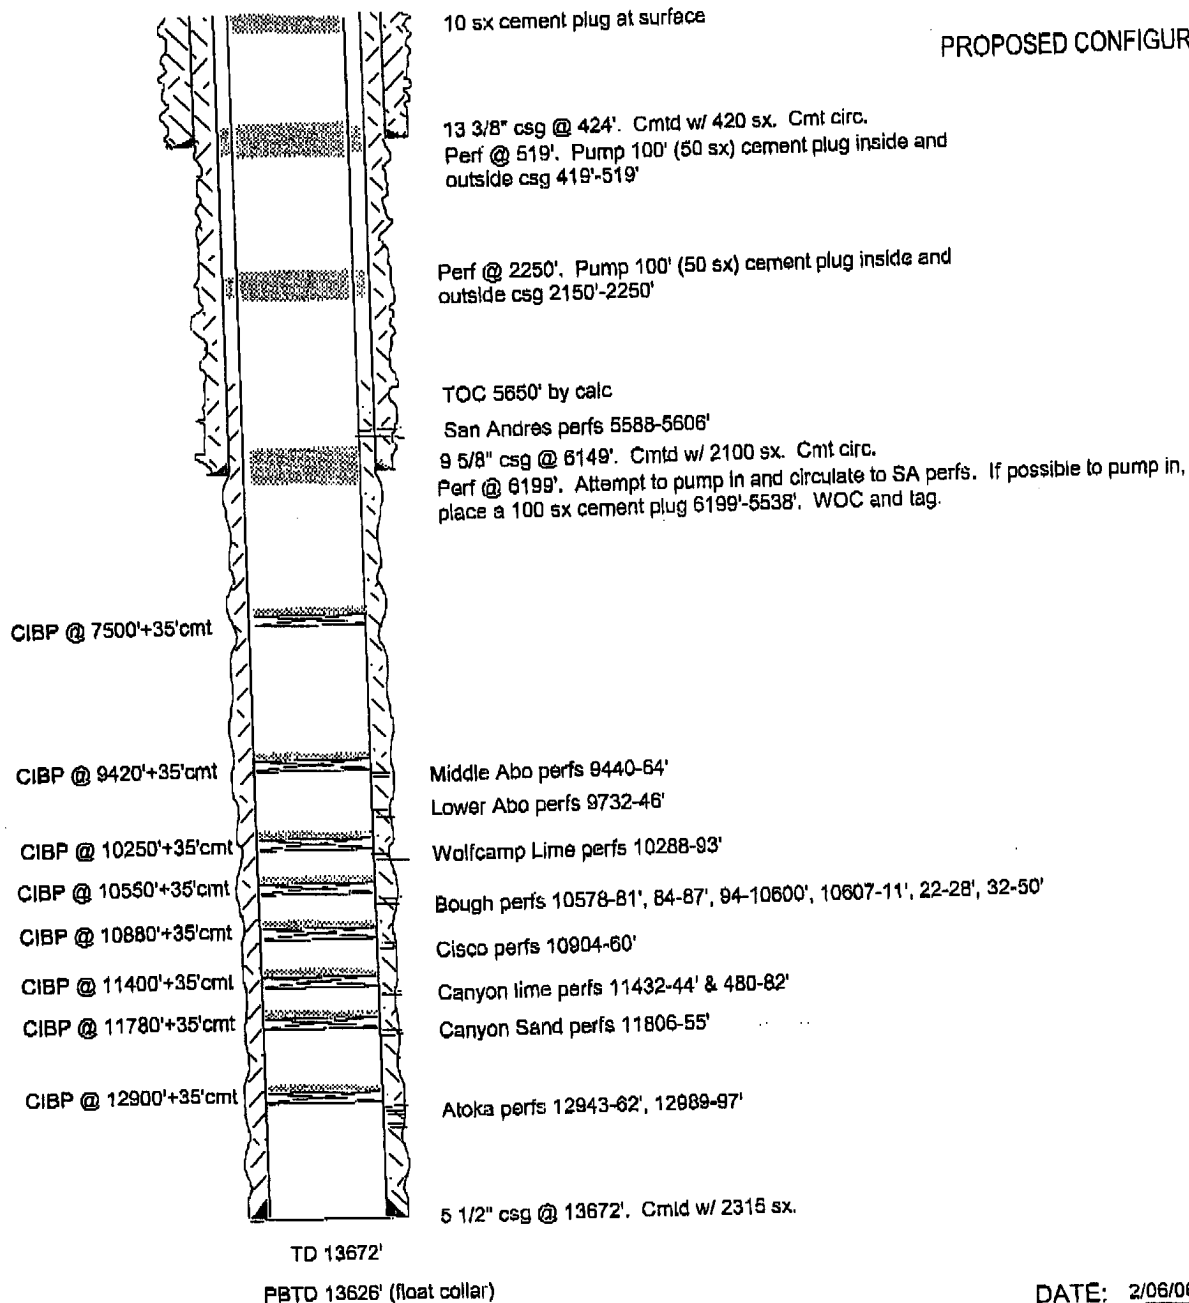 10 sx cement plug at surface
PROPOSED CONFIGUR
13 3/8" csg @ 424'. Cmtd w/ 420 sx. Cmt circ.
Perf @ 519'. Pump 100' (50 sx) cement plug inside and
outside csg 419'-519'
Perf @ 2250'. Pump 100' (50 sx) cement plug inside and
outside csg 2150'-2250'
TOC 5650' by calc
San Andres perfs 5588-5606'
9 5/8" csg @ 6149'. Cmtd w/ 2100 sx. Cmt circ.
Perf @ 6199'. Attempt to pump in and circulate to SA perfs. If possible to pump in,
place a 100 sx cement plug 6199'-5538'. WOC and tag.
CIBP @ 7500'+35'cmt
CIBP @ 9420'+35'cmt
Middle Abo perfs 9440-64'
Lower Abo perfs 9732-46'
CIBP @ 10250'+35'cmt
Wolfcamp Lime perfs 10288-93'
CIBP @ 10550'+35'cmt
Bough perfs 10578-81', 84-87', 94-10600', 10607-11', 22-28', 32-50'
CIBP @ 10880'+35'cmt
Cisco perfs 10904-60'
CIBP @ 11400'+35'cmt
Canyon lime perfs 11432-44' & 480-82'
CIBP @ 11780'+35'cmt
Canyon Sand perfs 11806-55'
CIBP @ 12900'+35'cmt
Atoka perfs 12943-62', 12989-97'
5 1/2" csg @ 13672'. Cmtd w/ 2315 sx.
TD 13672'
PBTD 13626' (float collar)
DATE: 2/06/06